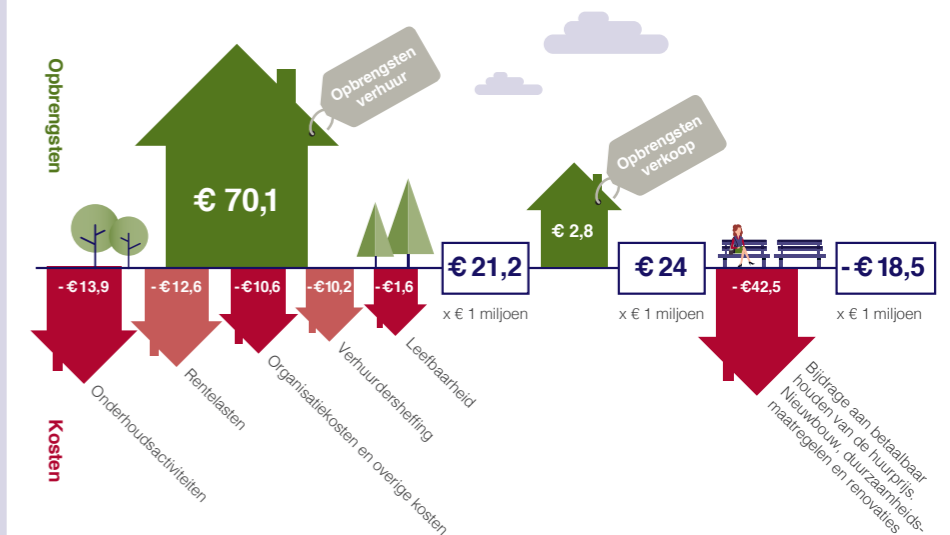 Opbrengsten
Opbrengsten
verhuur
€ 70,1
Opbrengsten
verkoop
€ 2,8
- €13,9
- €12,6
- €10,6
- €10,2
- €1,6
€ 21,2
x € 1 miljoen
€ 24
x € 1 miljoen
- €42,5
- € 18,5
x € 1 miljoen
Kosten
Onderhoudsactiviteiten
Rentelasten
Organisatiekosten en overige kosten
Verhuurdersheffing
Leefbaarheid
Bijdrage aan betaalbaar
houden van de huurprijs.
Nieuwbouw, duurzaamheids-
maatregelen en renovaties